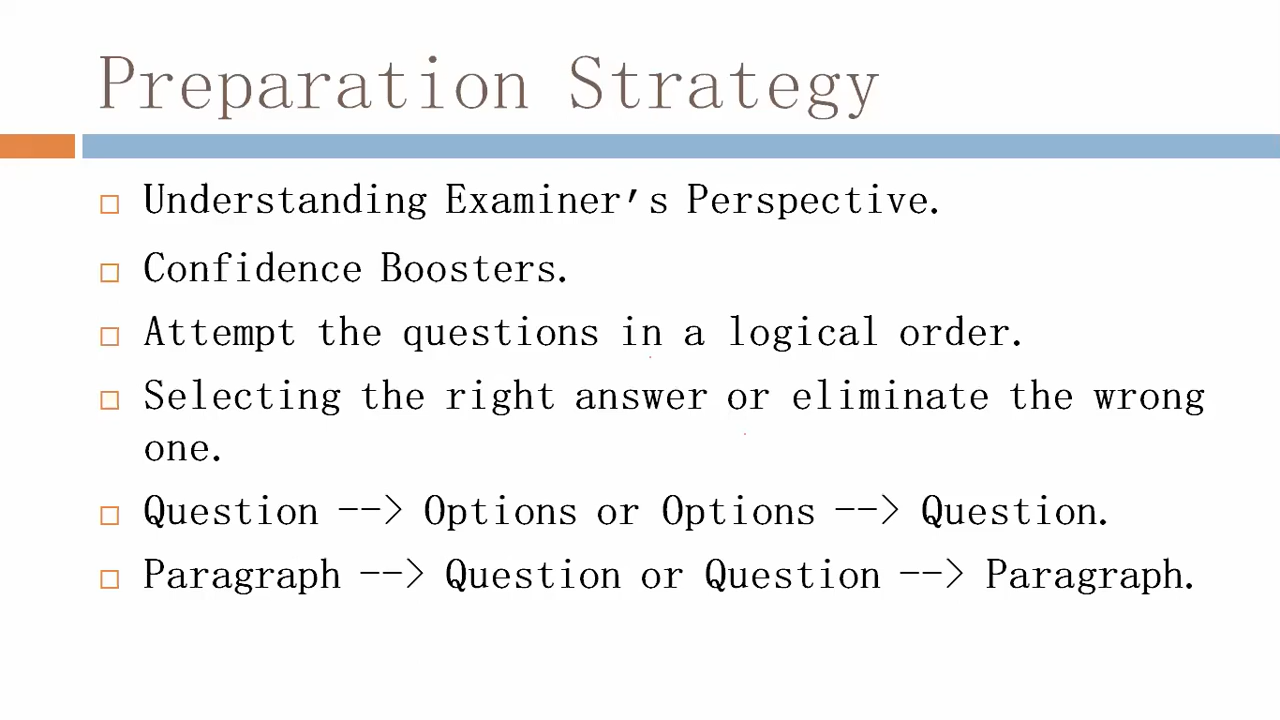 Preparation Strategy
Understanding Examiner's Perspective.
Confidence Boosters.
Attempt the questions in a logical order.
Selecting the right answer or eliminate the wrong
one.
Question --> Options or Options --> Question.
Paragraph --> Question or Question --> Paragraph.